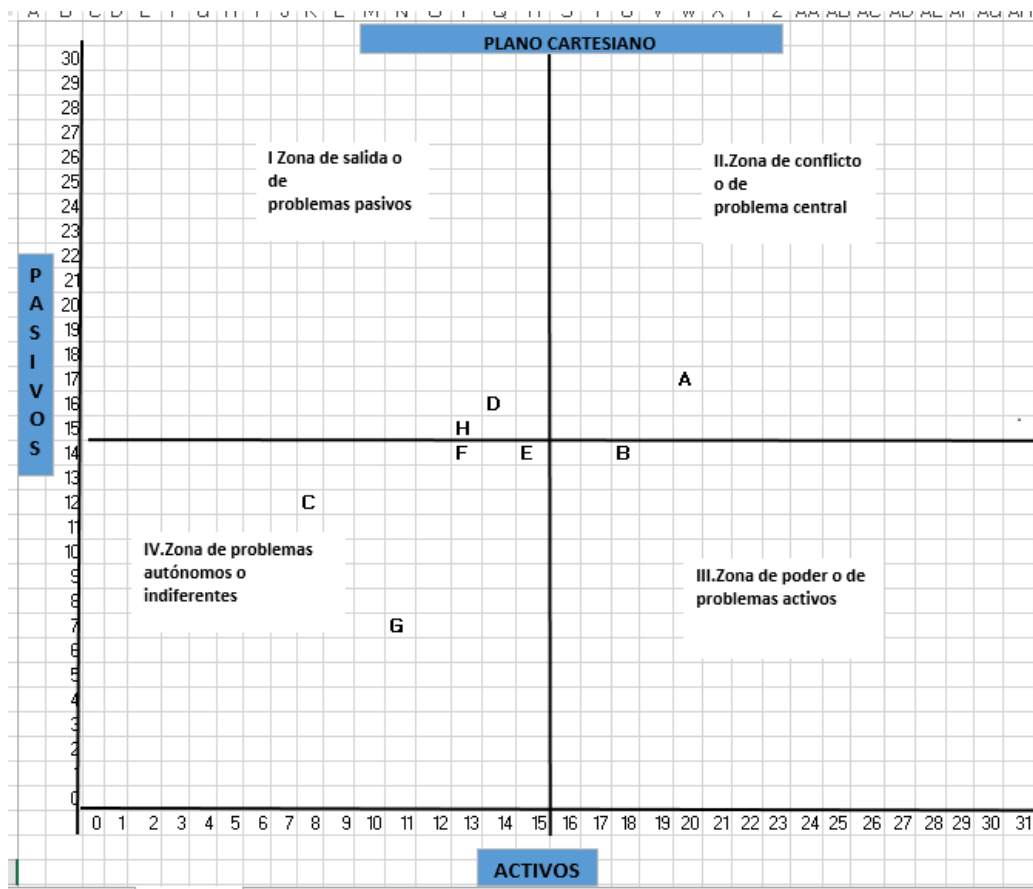 PLANO CARTESIANO
30
29
28
27
26
25
24
23
22
21
20
19
18
17
16
15
14
13
12
11
10
9
8
7
6
5
4
3
2
0
I Zona de salida o
de
problemas pasivos
II.Zona de conflicto
o de
problema central
P
A
S
I
V
O
S
A
D
H
F E B
C
IV.Zona de problemas
autónomos o
indiferentes
III.Zona de poder o de
problemas activos
G
0 1 2 3 4 5 6 7 8 9 10 11 12 13 14 15 16 17 18 19 20 21 22 23 24 25 26 27 28 29 30 31
ACTIVOS